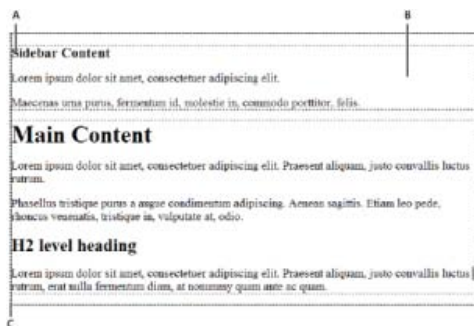 A
B
Sidebar Content
Lorem ipsum dolor sit amet, consectetuer adipiscing elit.
Maecenas urna purus, fermentum id, molestie in, commodo porttitor, felis.
Main Content
Lorem ipsum dolor sit amet, consectetuer adipiscing elit. Praesent aliquam, justo convallis luctus
rutrum.
Phasellus tristique purus a augue condimentum adipiscing. Aenean sagittis. Etiam leo pede,
rhoncus venenatis, tristique in, vulputate at, odio.
H2 level heading
Lorem ipsum dolor sit amet, consectetuer adipiscing elit. Praesent aliquam, justo convallis luctus
rutrum, erat nulla fermentum diam, at nonummy quam ante ac quam.
C